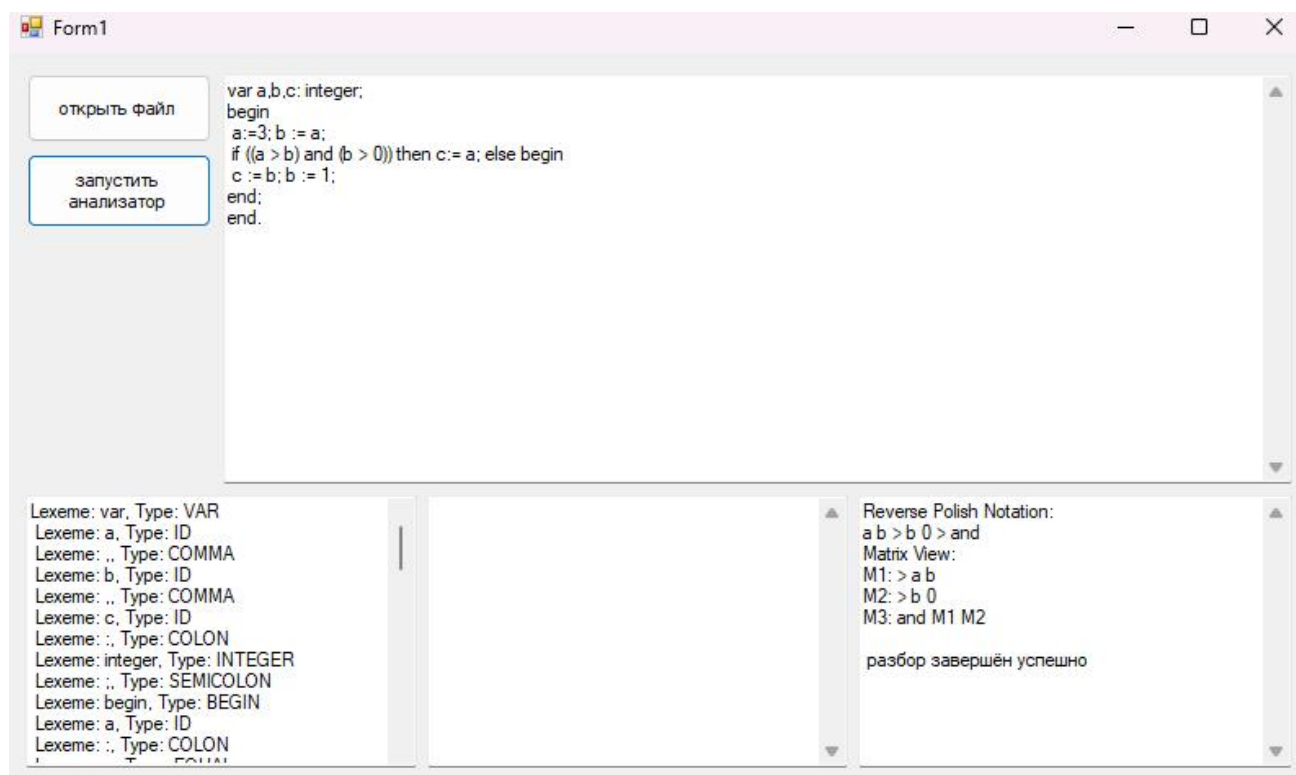 Form1
открыть файл
запустить
анализатор
var a,b,c: integer;
begin
a:=3; b := a;
if ((a > b) and (b > 0)) then c:= a; else begin
c := b; b := 1;
end;
end.
Lexeme: var, Type: VAR
Lexeme: a, Type: ID
Lexeme: ,, Type: COMMA
Lexeme: b, Type: ID
Lexeme: ,, Type: COMMA
Lexeme: c, Type: ID
Lexeme: :, Type: COLON
Lexeme: integer, Type: INTEGER
Lexeme: ;, Type: SEMICOLON
Lexeme: begin, Type: BEGIN
Lexeme: a, Type: ID
Lexeme: :, Type: COLON
Reverse Polish Notation:
a b > b 0 > and
Matrix View:
M1: > a b
M2: > b 0
M3: and M1 M2
разбор завершён успешно